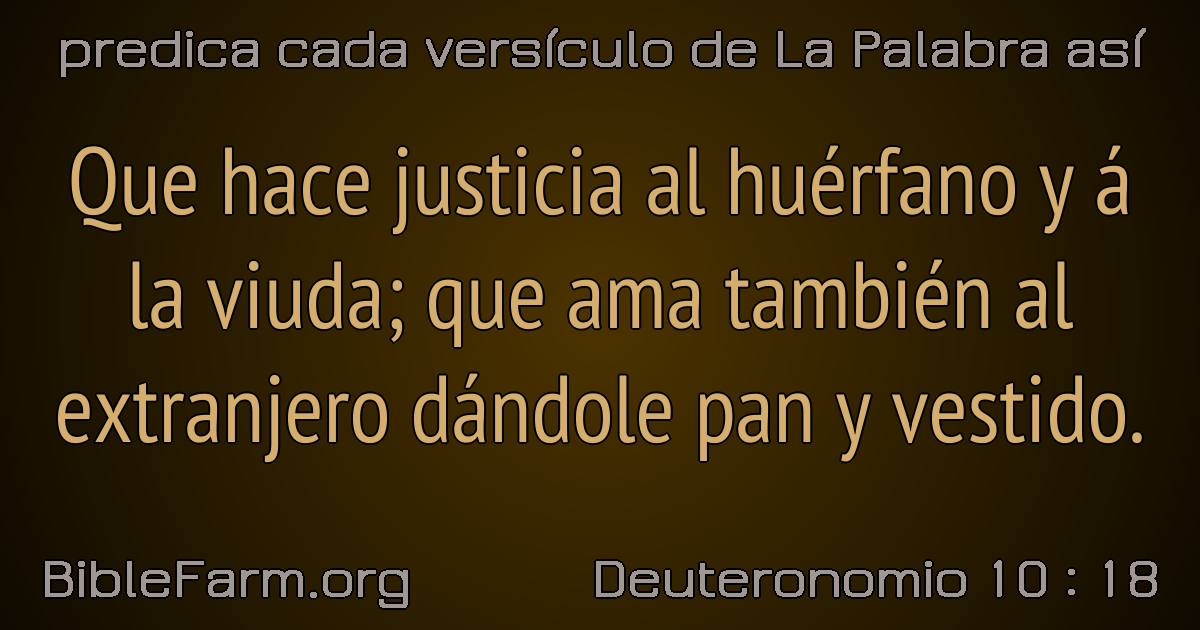 predica cada versículo de La Palabra así
Que hace justicia al huérfano y á
la viuda; que ama también al
extranjero dándole pan y vestido.
BibleFarm.org
Deuteronomio 10 : 18